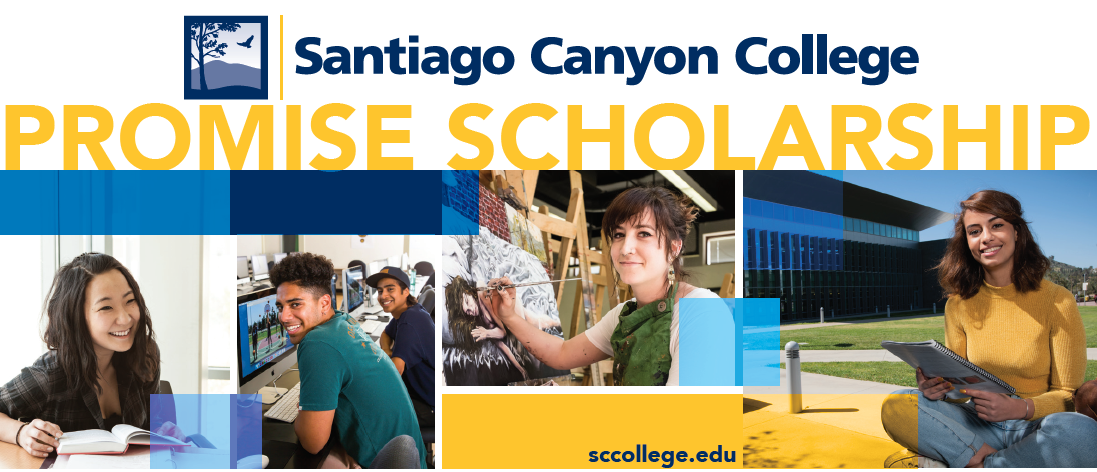 Santiago Canyon College
PROMISE SCHOLARSHIP
sccollege.edu